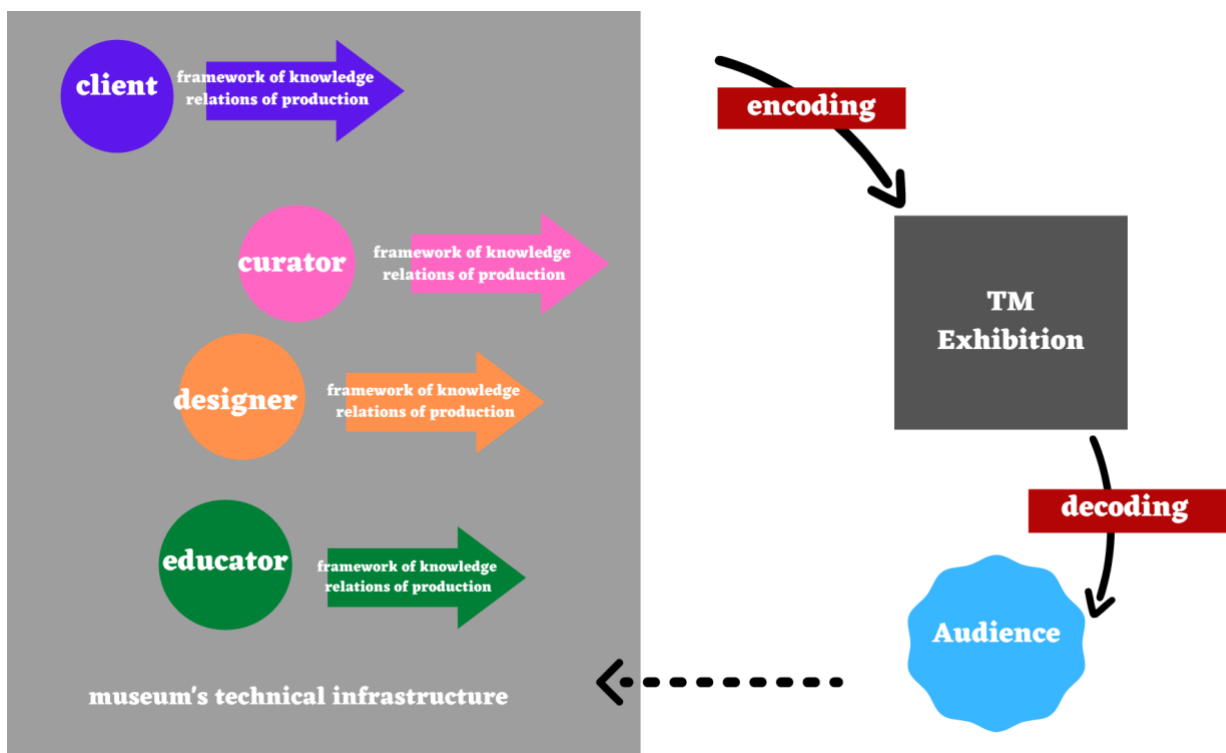 client
framework of knowledge
relations of production
encoding
curator
framework of knowledge
relations of production
TM
Exhibition
designer
framework of knowledge
relations of production
decoding
educator
framework of knowledge
relations of production
Audience
museum's technical infrastructure